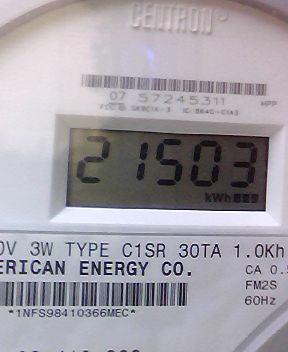 CENTRON®
07 57245311 MPP
21503
kWh
0V 3W TYPE C1SR 30TA 1.0Kh
ERICAN ENERGY CO. CA 0.5
FM2S
60Hz
*1NFS98410366MEC*